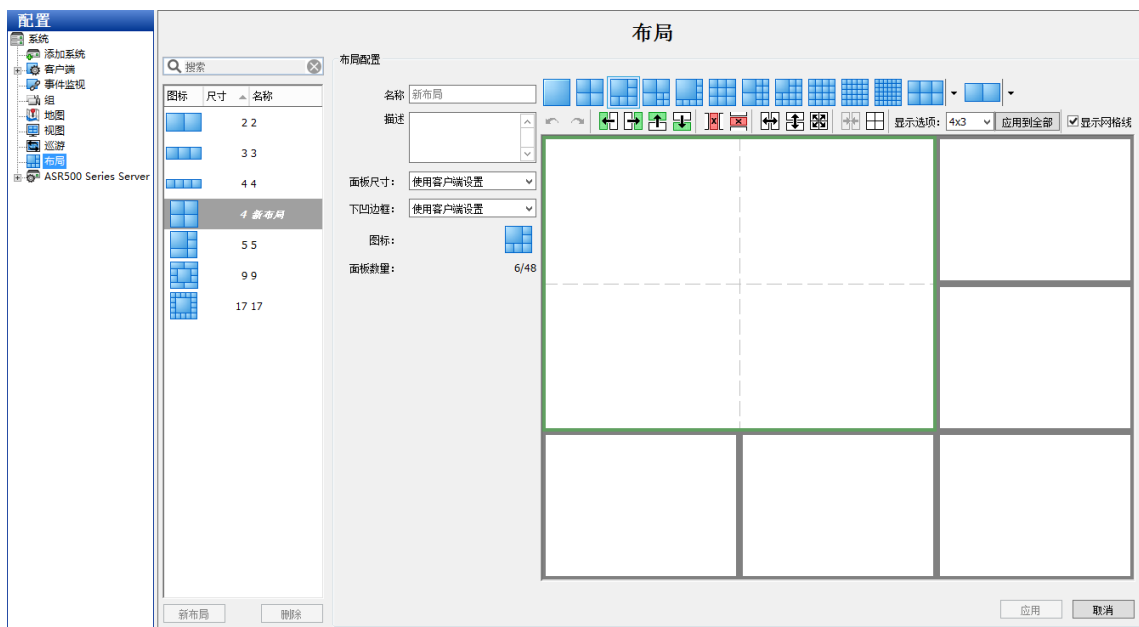 配置
系统
添加系统
客户端
事件监视
组
地图
视图
巡游
布局
ASR500 Series Server
布局
搜索
图标 尺寸 名称
2 2
3 3
4 4
4 新布局
5 5
9 9
17 17
新布局 删除
布局配置
名称 新布局
描述
面板尺寸： 使用客户端设置
下凹边框： 使用客户端设置
图标：
面板数量： 6/48
显示选项： 4x3 应用到全部 显示网格线
应用 取消